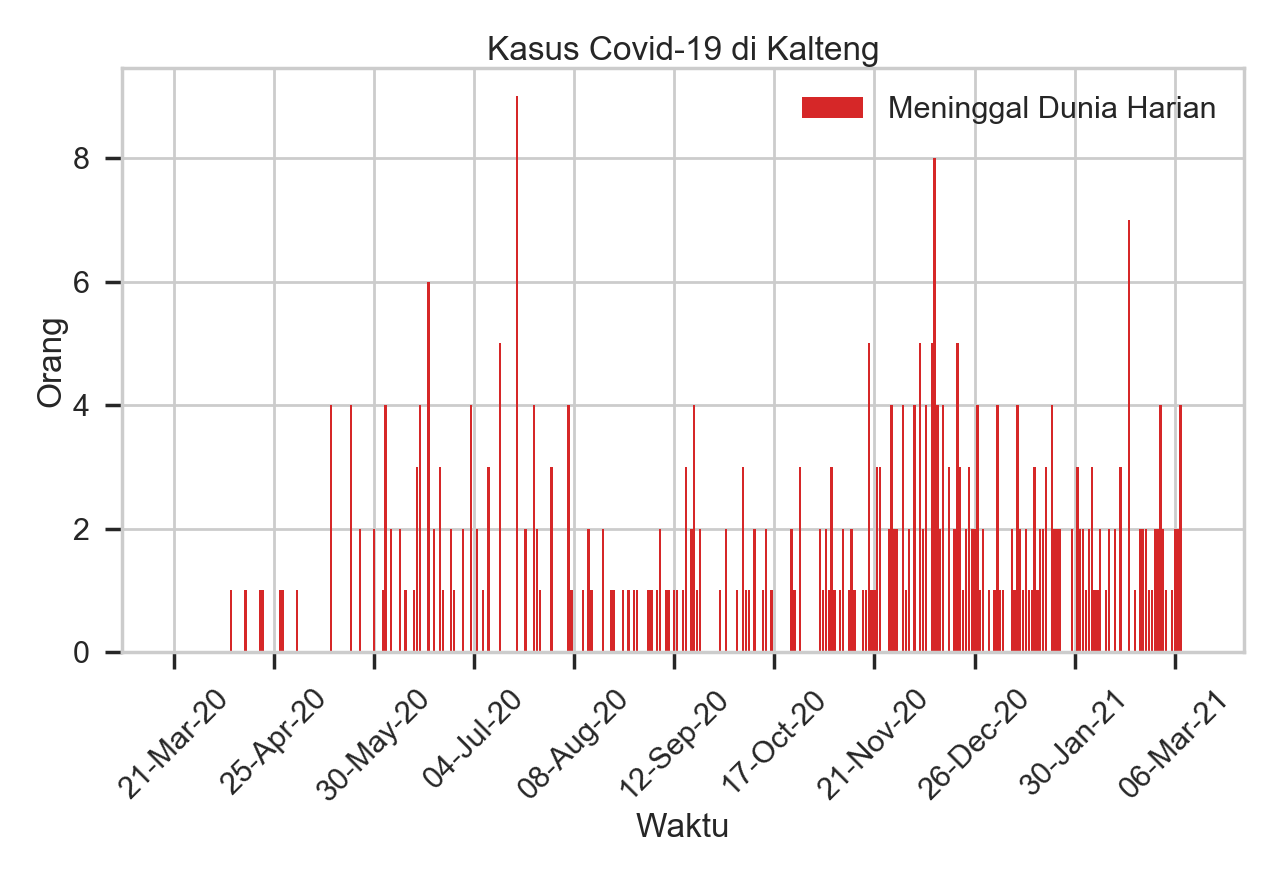 Kasus Covid-19 di Kalteng
Meninggal Dunia Harian
Orang
8
6
4
2
0
21-Mar-20
25-Apr-20
30-May-20
04-Jul-20
08-Aug-20
12-Sep-20
17-Oct-20
21-Nov-20
26-Dec-20
30-Jan-21
06-Mar-21
Waktu